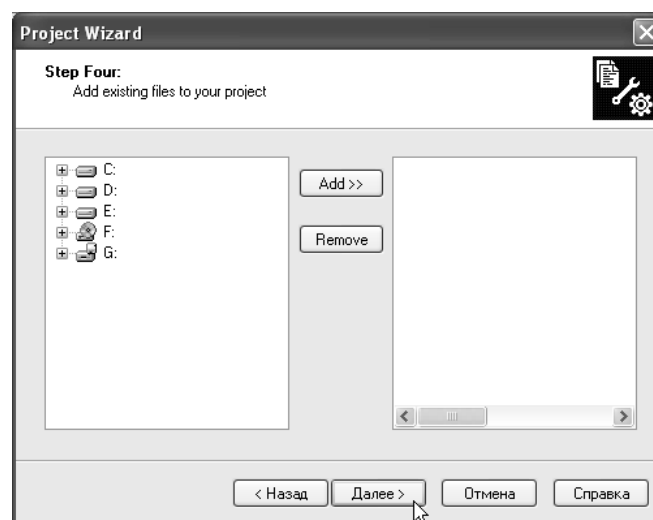 Project Wizard
Step Four:
Add existing files to your project
C:
D:
E:
F:
G:
Add >>
Remove
< Назад
Далее >
Отмена
Справка